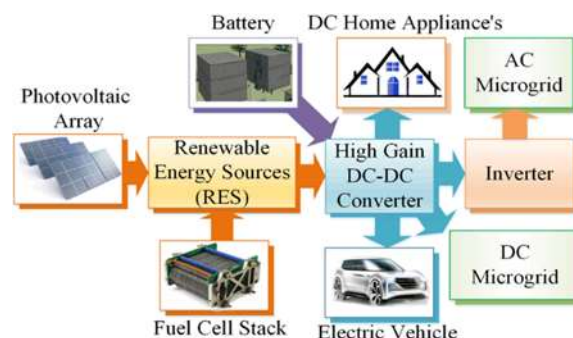 Battery
DC Home Appliance's
AC
Microgrid
Photovoltaic
Array
Renewable
Energy Sources
(RES)
High Gain
DC-DC
Converter
Inverter
DC
Microgrid
Fuel Cell Stack
Electric Vehicle